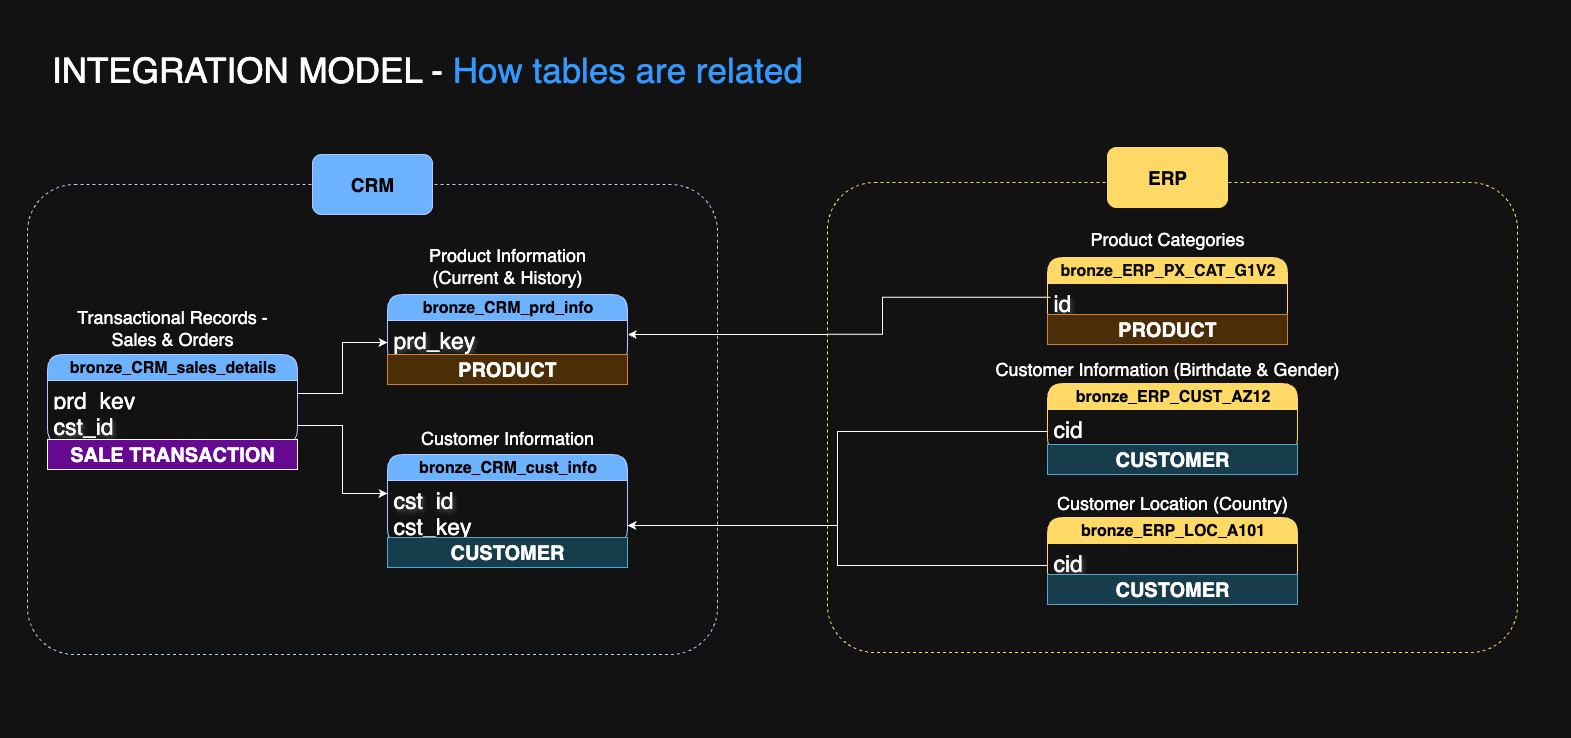 INTEGRATION MODEL - How tables are related
CRM
Product Information
(Current & History)
bronze_CRM_prd_info
prd_key
PRODUCT
Transactional Records -
Sales & Orders
bronze_CRM_sales_details
prd_key
cst_id
SALE TRANSACTION
Customer Information
bronze_CRM_cust_info
cst_id
cst_key
CUSTOMER
ERP
Product Categories
bronze_ERP_PX_CAT_G1V2
id
PRODUCT
Customer Information (Birthdate & Gender)
bronze_ERP_CUST_AZ12
cid
CUSTOMER
Customer Location (Country)
bronze_ERP_LOC_A101
cid
CUSTOMER